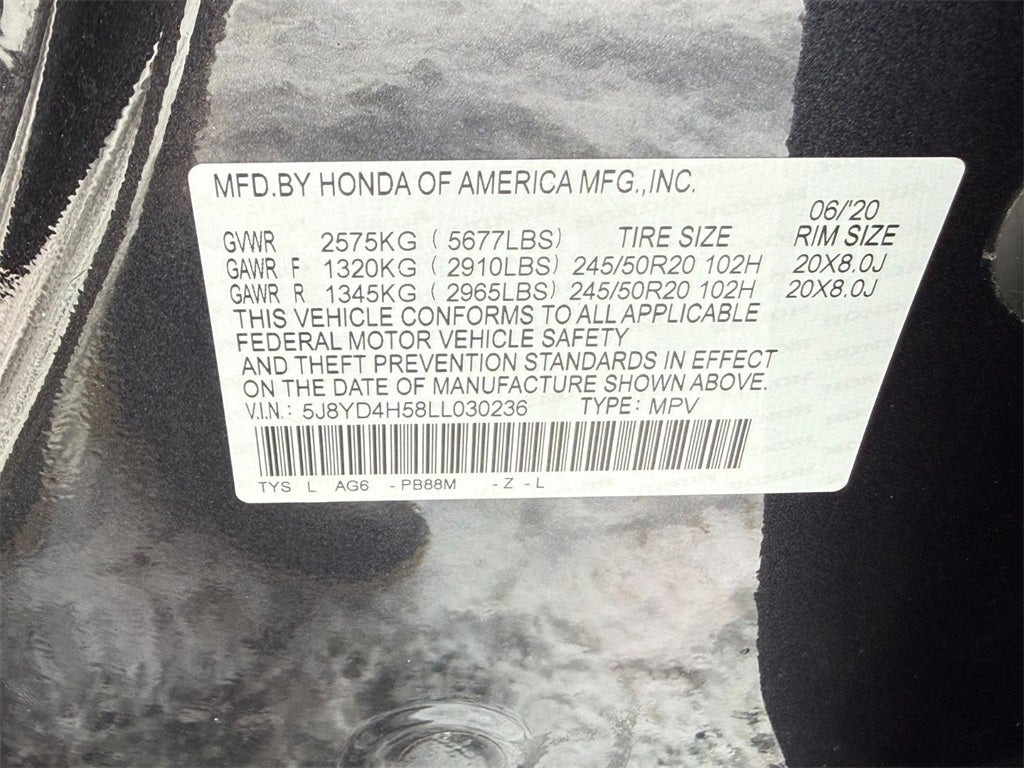 MFD.BY HONDA OF AMERICA MFG.,INC.
06/'20
GVWR 2575KG ( 5677LBS) TIRE SIZE RIM SIZE
GAWR F 1320KG ( 2910LBS) 245/50R20 102H 20X8.0J
GAWR R 1345KG ( 2965LBS) 245/50R20 102H 20X8.0J
THIS VEHICLE CONFORMS TO ALL APPLICABLE
FEDERAL MOTOR VEHICLE SAFETY
AND THEFT PREVENTION STANDARDS IN EFFECT
ON THE DATE OF MANUFACTURE SHOWN ABOVE.
V.I.N.: 5J8YD4H58LL030236 TYPE: MPV
TYS L AG6 -PB88M -Z -L